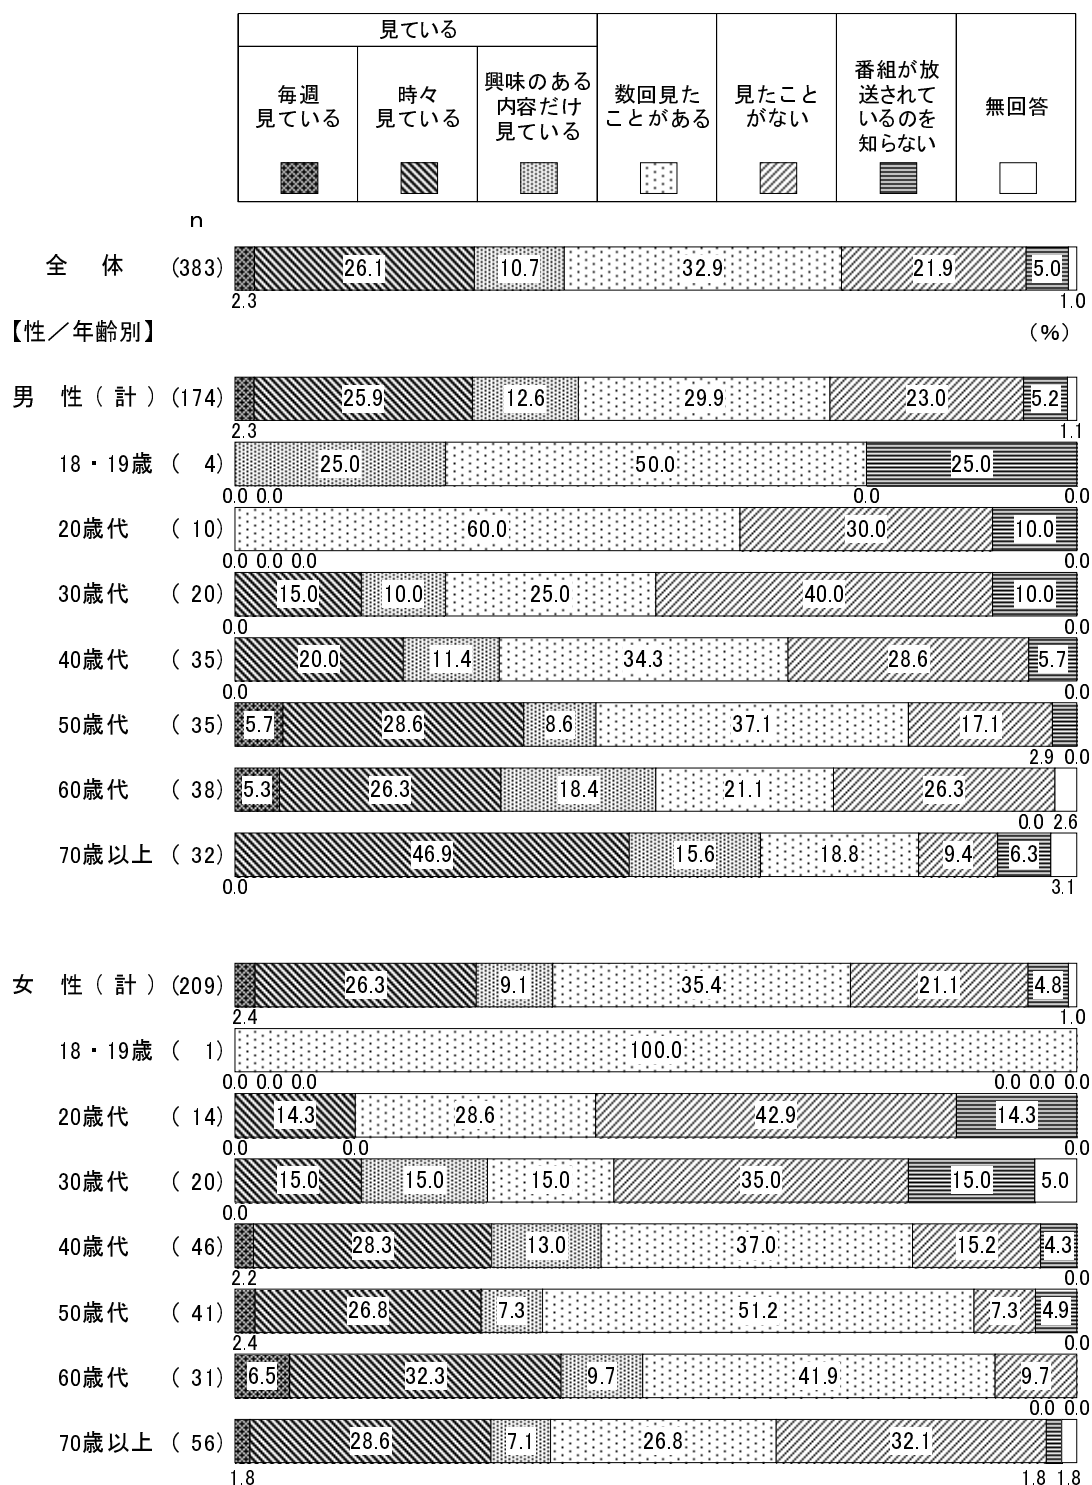 見ている
毎週
見ている
時々
見ている
興味のある
内容だけ
見ている
数回見た
ことがある
見たこと
がない
番組が放
送されて
いるのを
知らない
無回答
n
全 体 (383) 26.1 10.7 32.9 21.9 5.0
2.3 1.0
【性／年齢別】 (%)
男 性(計) (174) 25.9 12.6 29.9 23.0 5.2
2.3 1.1
18・19歳 ( 4) 25.0 50.0 25.0
0.0 0.0 0.0 0.0
20歳代 ( 10) 60.0 30.0 10.0
0.0 0.0 0.0 0.0
30歳代 ( 20) 15.0 10.0 25.0 40.0 10.0
0.0 0.0
40歳代 ( 35) 20.0 11.4 34.3 28.6 5.7
0.0 0.0
50歳代 ( 35) 5.7 28.6 8.6 37.1 17.1
2.9 0.0
60歳代 ( 38) 5.3 26.3 18.4 21.1 26.3
0.0 2.6
70歳以上 ( 32) 46.9 15.6 18.8 9.4 6.3
0.0 3.1
女 性(計) (209) 26.3 9.1 35.4 21.1 4.8
2.4 1.0
18・19歳 ( 1) 100.0
0.0 0.0 0.0 0.0 0.0 0.0
20歳代 ( 14) 14.3 28.6 42.9 14.3
0.0 0.0 0.0
30歳代 ( 20) 15.0 15.0 15.0 35.0 15.0 5.0
0.0
40歳代 ( 46) 28.3 13.0 37.0 15.2 4.3
2.2 0.0
50歳代 ( 41) 26.8 7.3 51.2 7.3 4.9
2.4 0.0
60歳代 ( 31) 6.5 32.3 9.7 41.9 9.7
0.0 0.0
70歳以上 ( 56) 28.6 7.1 26.8 32.1
1.8 1.8 1.8